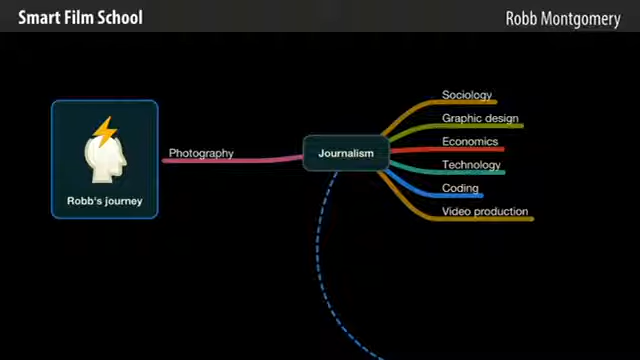 Smart Film School
Robb Montgomery
Robb's journey
Photography
Journalism
Sociology
Graphic design
Economics
Technology
Coding
Video production